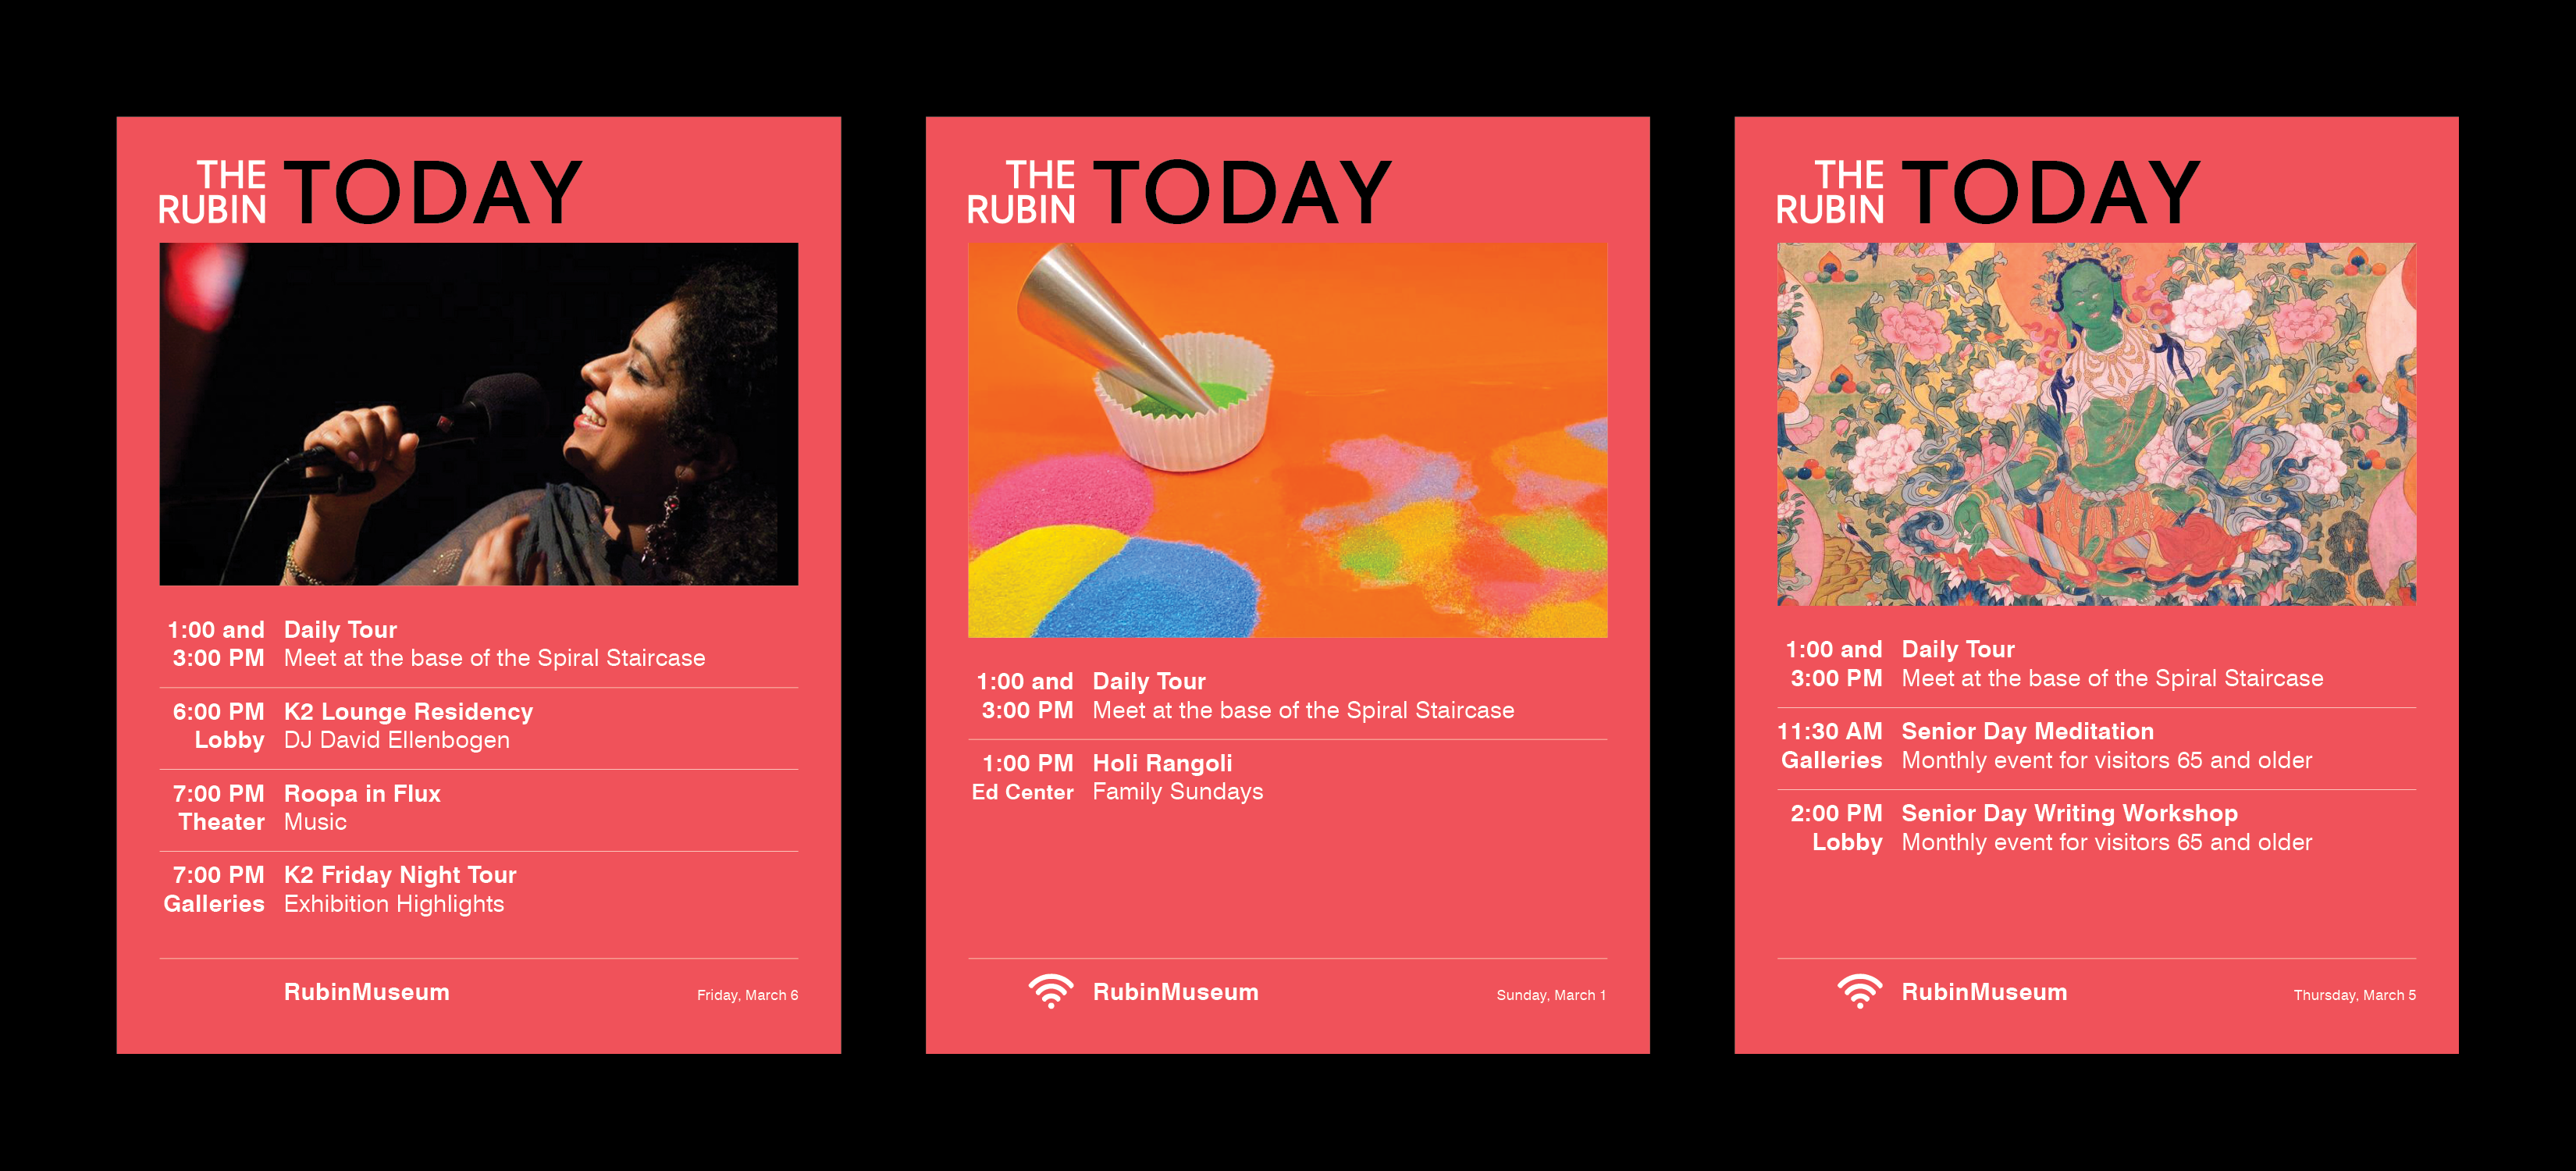 THE
RUBIN
TODAY
1:00 and Daily Tour
3:00 PM Meet at the base of the Spiral Staircase
6:00 PM K2 Lounge Residency
Lobby DJ David Ellenbogen
7:00 PM Roopa in Flux
Theater Music
7:00 PM K2 Friday Night Tour
Galleries Exhibition Highlights
RubinMuseum Friday, March 6
THE
RUBIN
TODAY
1:00 and Daily Tour
3:00 PM Meet at the base of the Spiral Staircase
1:00 PM Holi Rangoli
Ed Center Family Sundays
RubinMuseum Sunday, March 1
THE
RUBIN
TODAY
1:00 and Daily Tour
3:00 PM Meet at the base of the Spiral Staircase
11:30 AM Senior Day Meditation
Galleries Monthly event for visitors 65 and older
2:00 PM Senior Day Writing Workshop
Lobby Monthly event for visitors 65 and older
RubinMuseum Thursday, March 5